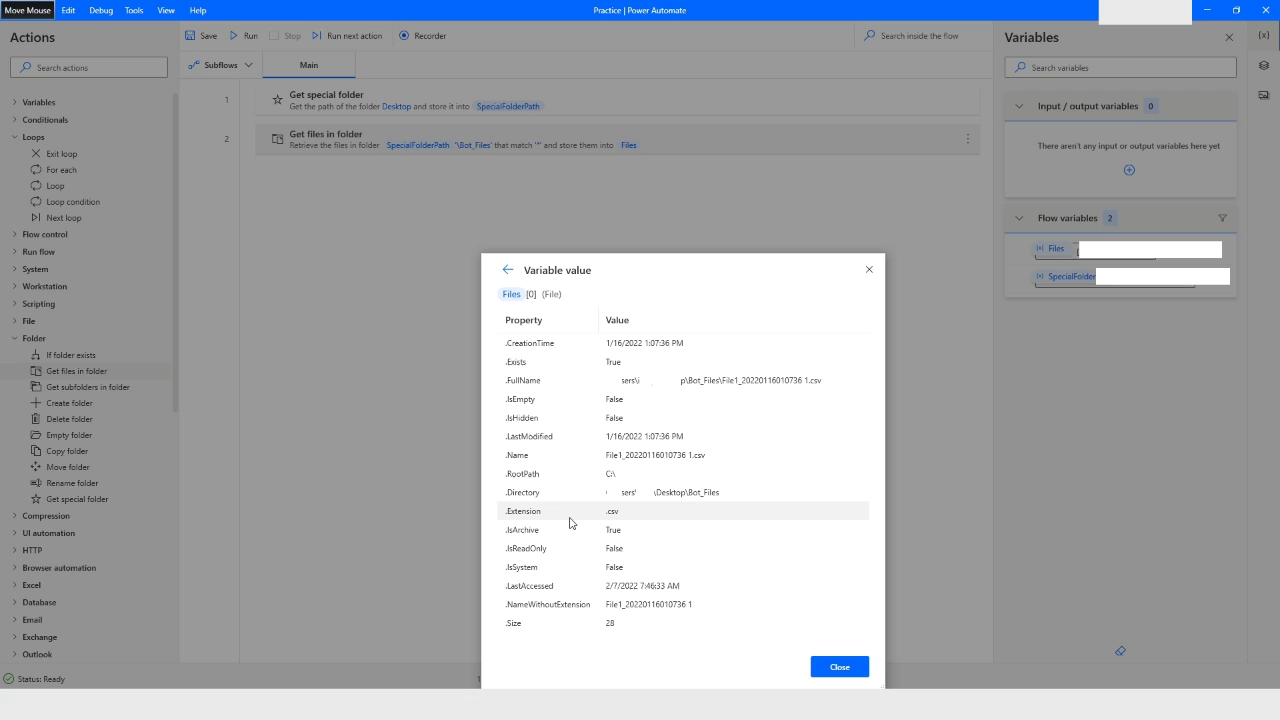 Move Mouse Edit Debug Tools View Help Practice | Power Automate
Actions
Search actions
Variables
Conditionals
Loops
Exit loop
For each
Loop
Loop condition
Next loop
Flow control
Run flow
System
Workstation
Scripting
File
Folder
If folder exists
Get files in folder
Get subfolders in folder
Create folder
Delete folder
Empty folder
Copy folder
Move folder
Rename folder
Get special folder
Compression
UI automation
HTTP
Browser automation
Excel
Database
Email
Exchange
Outlook
Status: Ready
Save Run Stop Run next action Recorder Search inside the flow
Subflows Main
1 Get special folder
Get the path of the folder Desktop and store it into SpecialFolderPath
2 Get files in folder
Retrieve the files in folder SpecialFolderPath '\Bot_Files' that match '*' and store them into Files
Variable value
Files [0] (File)
Property Value
.CreationTime 1/16/2022 1:07:36 PM
.Exists True
.FullName sers\i p\Bot_Files\File1_20220116010736 1.csv
.IsEmpty False
.IsHidden False
.LastModified 1/16/2022 1:07:36 PM
.Name File1_20220116010736 1.csv
.RootPath C:\
.Directory sers' \Desktop\Bot_Files
.Extension .csv
.IsArchive True
.IsReadOnly False
.IsSystem False
.LastAccessed 2/7/2022 7:46:33 AM
.NameWithoutExtension File1_20220116010736 1
.Size 28
Close
Variables
{x}
Search variables
Input / output variables 0
There aren't any input or output variables here yet
Flow variables 2
Files
SpecialFolder